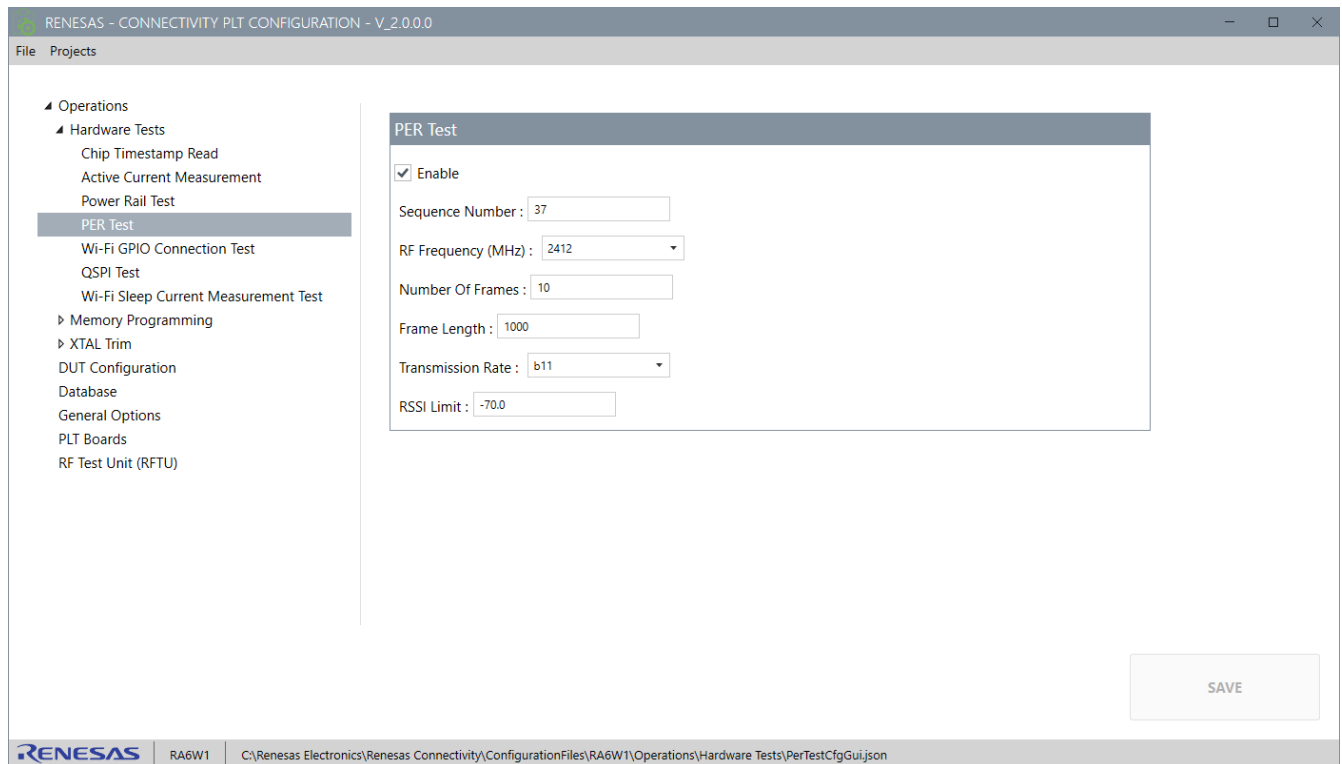 RENESAS - CONNECTIVITY PLT CONFIGURATION - V_2.0.0.0
File Projects
Operations
Hardware Tests
Chip Timestamp Read
Active Current Measurement
Power Rail Test
PER Test
Wi-Fi GPIO Connection Test
QSPI Test
Wi-Fi Sleep Current Measurement Test
Memory Programming
XTAL Trim
DUT Configuration
Database
General Options
PLT Boards
RF Test Unit (RFTU)
PER Test
Enable
Sequence Number : 37
RF Frequency (MHz) : 2412
Number Of Frames : 10
Frame Length : 1000
Transmission Rate : b11
RSSI Limit : -70.0
SAVE
RENESAS RA6W1 C:\Renesas Electronics\Renesas Connectivity\ConfigurationFiles\RA6W1\Operations\Hardware Tests\PerTestCfgGui.json